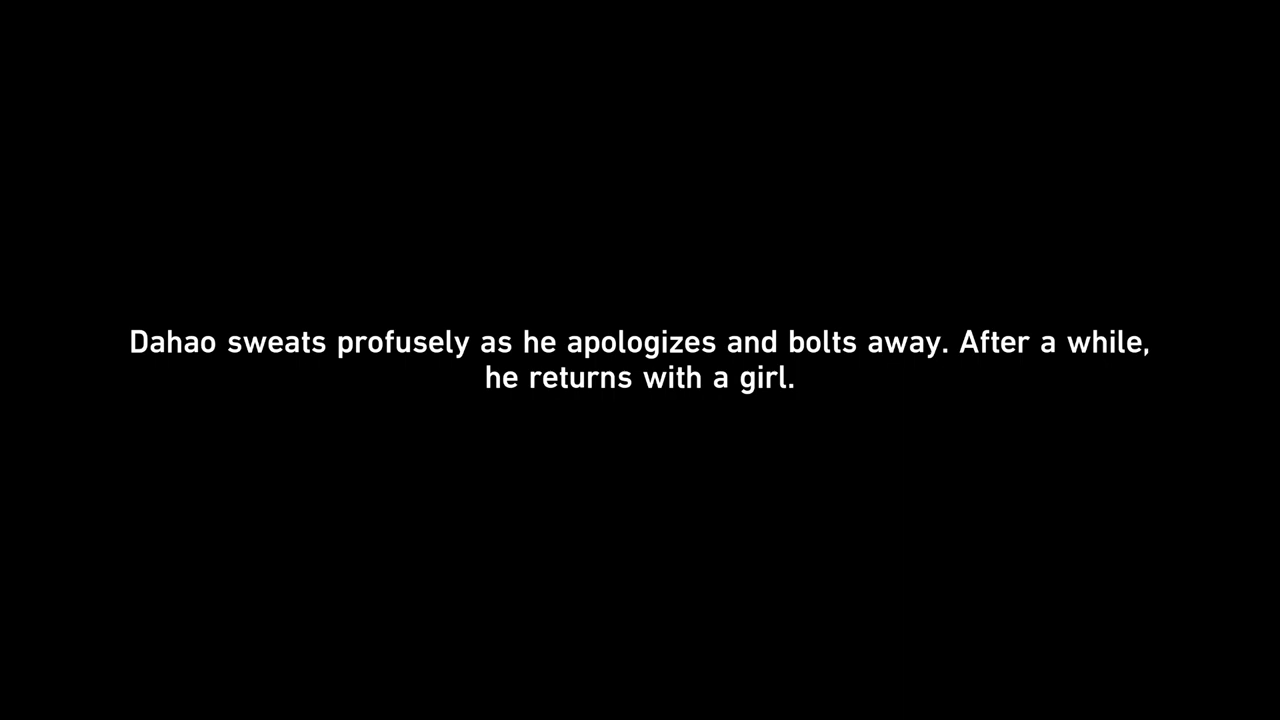 Dahao sweats profusely as he apologizes and bolts away. After a while,
he returns with a girl.